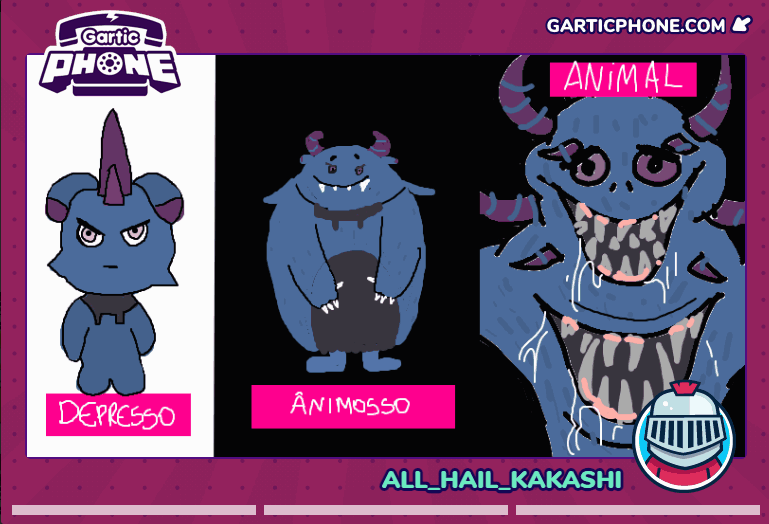 Gartic
PHONE
GARTICPHONE.COM
ANIMAL
DEPRESSO
ÂNIMOSSO
ALL_HAIL_KAKASHI